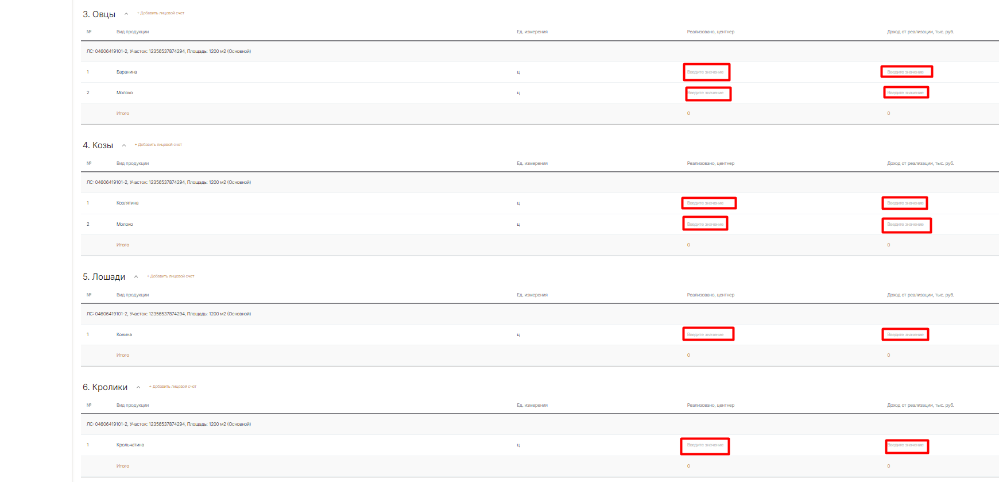 3. Овцы + Добавить лицевой счет
№ Вид продукции Ед. измерения Реализовано, центнер Доход от реализации, тыс. руб.
ЛС: 04606419101-2, Участок: 12356537874294, Площадь: 1200 м2 (Основной)
1 Баранина ц Введите значение Введите значение
2 Молоко ц Введите значение Введите значение
Итого 0 0
4. Козы + Добавить лицевой счет
№ Вид продукции Ед. измерения Реализовано, центнер Доход от реализации, тыс. руб.
ЛС: 04606419101-2, Участок: 12356537874294, Площадь: 1200 м2 (Основной)
1 Козлятина ц Введите значение Введите значение
2 Молоко ц Введите значение Введите значение
Итого 0 0
5. Лошади + Добавить лицевой счет
№ Вид продукции Ед. измерения Реализовано, центнер Доход от реализации, тыс. руб.
ЛС: 04606419101-2, Участок: 12356537874294, Площадь: 1200 м2 (Основной)
1 Конина ц Введите значение Введите значение
Итого 0 0
6. Кролики + Добавить лицевой счет
№ Вид продукции Ед. измерения Реализовано, центнер Доход от реализации, тыс. руб.
ЛС: 04606419101-2, Участок: 12356537874294, Площадь: 1200 м2 (Основной)
1 Крольчатина ц Введите значение Введите значение
Итого 0 0